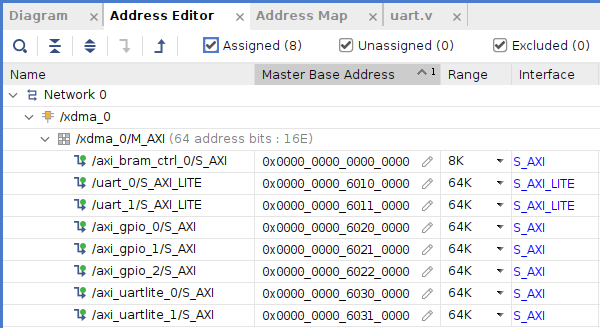 Diagram × Address Editor × Address Map × uart.v ×
Assigned (8) Unassigned (0) Excluded (0)
Name Master Base Address 1 Range Interface
Network 0
/xdma_0
/xdma_0/M_AXI (64 address bits : 16E)
/axi_bram_ctrl_0/S_AXI 0x0000_0000_0000_0000 8K S_AXI
/uart_0/S_AXI_LITE 0x0000_0000_6010_0000 64K S_AXI_LITE
/uart_1/S_AXI_LITE 0x0000_0000_6011_0000 64K S_AXI_LITE
/axi_gpio_0/S_AXI 0x0000_0000_6020_0000 64K S_AXI
/axi_gpio_1/S_AXI 0x0000_0000_6021_0000 64K S_AXI
/axi_gpio_2/S_AXI 0x0000_0000_6022_0000 64K S_AXI
/axi_uartlite_0/S_AXI 0x0000_0000_6030_0000 64K S_AXI
/axi_uartlite_1/S_AXI 0x0000_0000_6031_0000 64K S_AXI